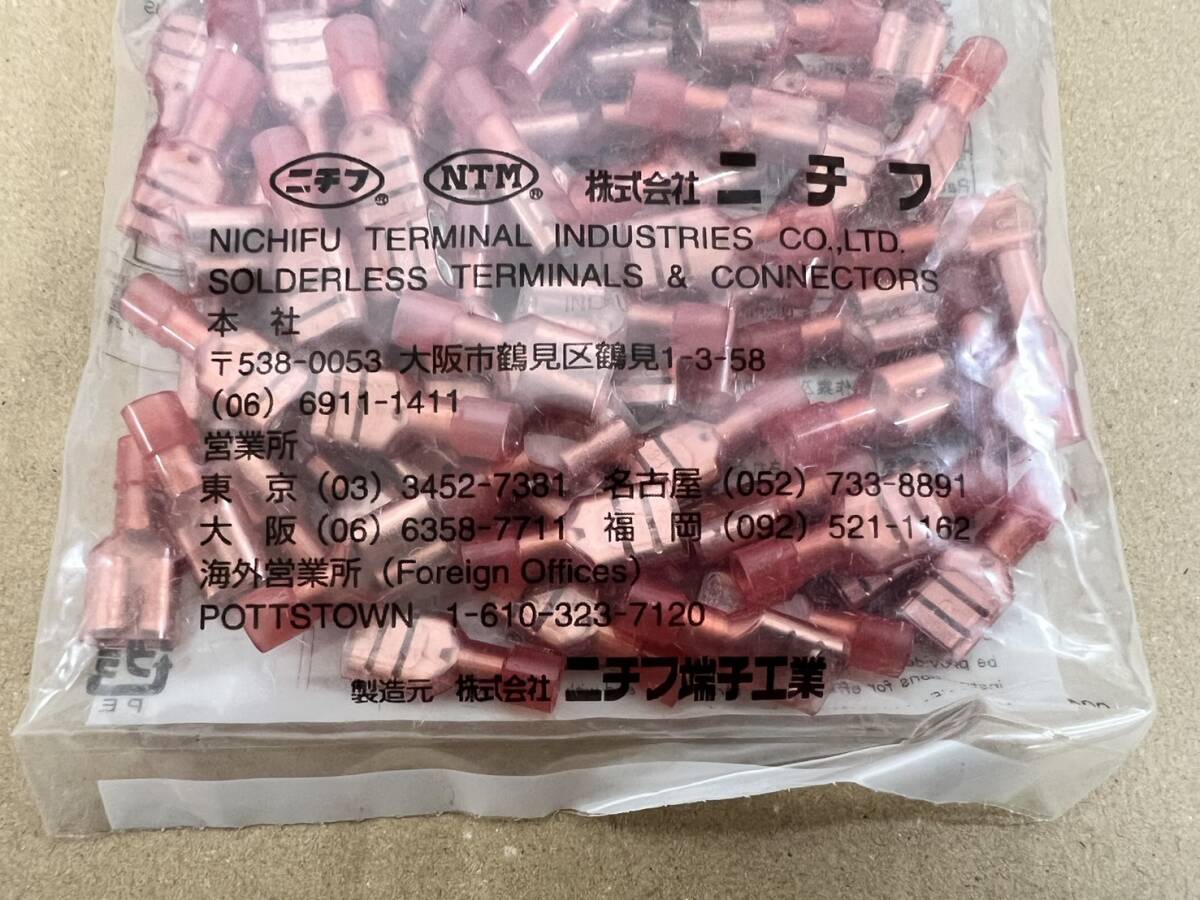 ニチフ® NTM® 株式会社 ニチフ
NICHIFU TERMINAL INDUSTRIES CO.,LTD.
SOLDERLESS TERMINALS & CONNECTORS
本 社
〒538-0053 大阪市鶴見区鶴見1-3-58
(06) 6911-1411
営業所
東 京 (03) 3452-7381 名古屋 (052) 733-8891
大 阪 (06) 6358-7711 福 岡 (092) 521-1162
海外営業所 (Foreign Offices)
POTTSTOWN 1-610-323-7120
製造元 株式会社 ニチフ端子工業
PE